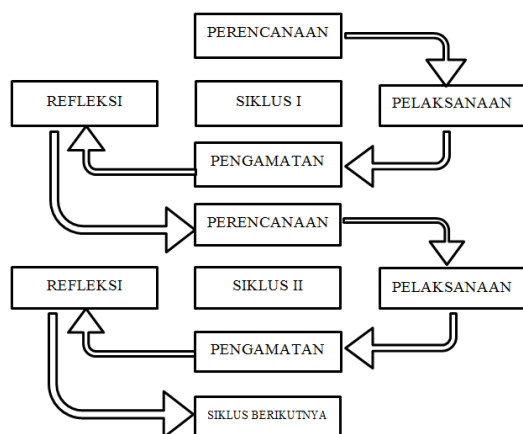 PERENCANAAN
REFLEKSI
SIKLUS I
PELAKSANAAN
PENGAMATAN
PERENCANAAN
REFLEKSI
SIKLUS II
PELAKSANAAN
PENGAMATAN
SIKLUS BERIKUTNYA